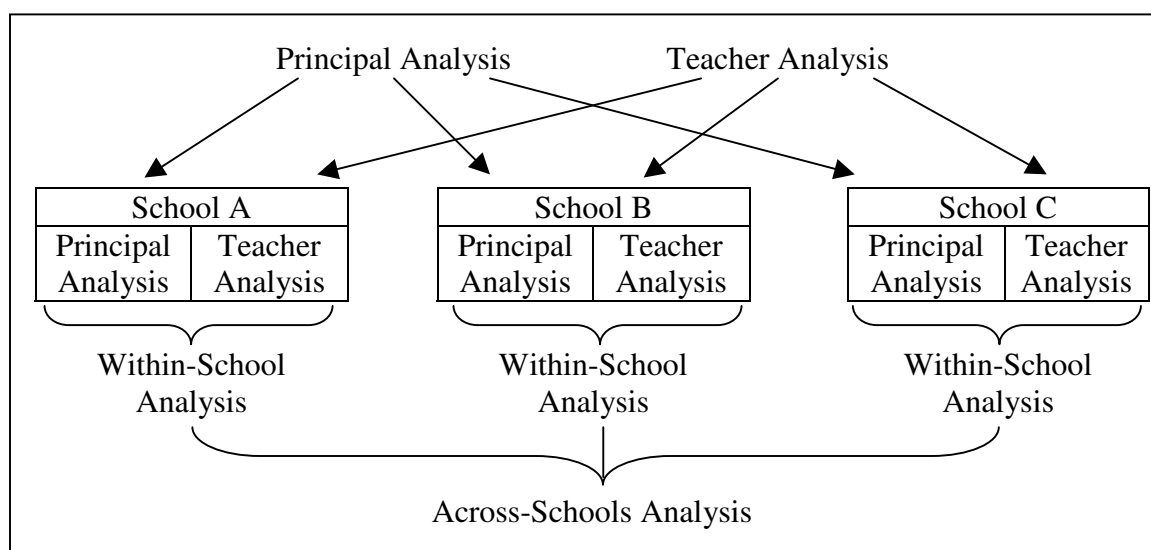 Principal Analysis
Teacher Analysis
School A
Principal
Analysis
Teacher
Analysis
School B
Principal
Analysis
Teacher
Analysis
School C
Principal
Analysis
Teacher
Analysis
Within-School
Analysis
Within-School
Analysis
Within-School
Analysis
Across-Schools Analysis